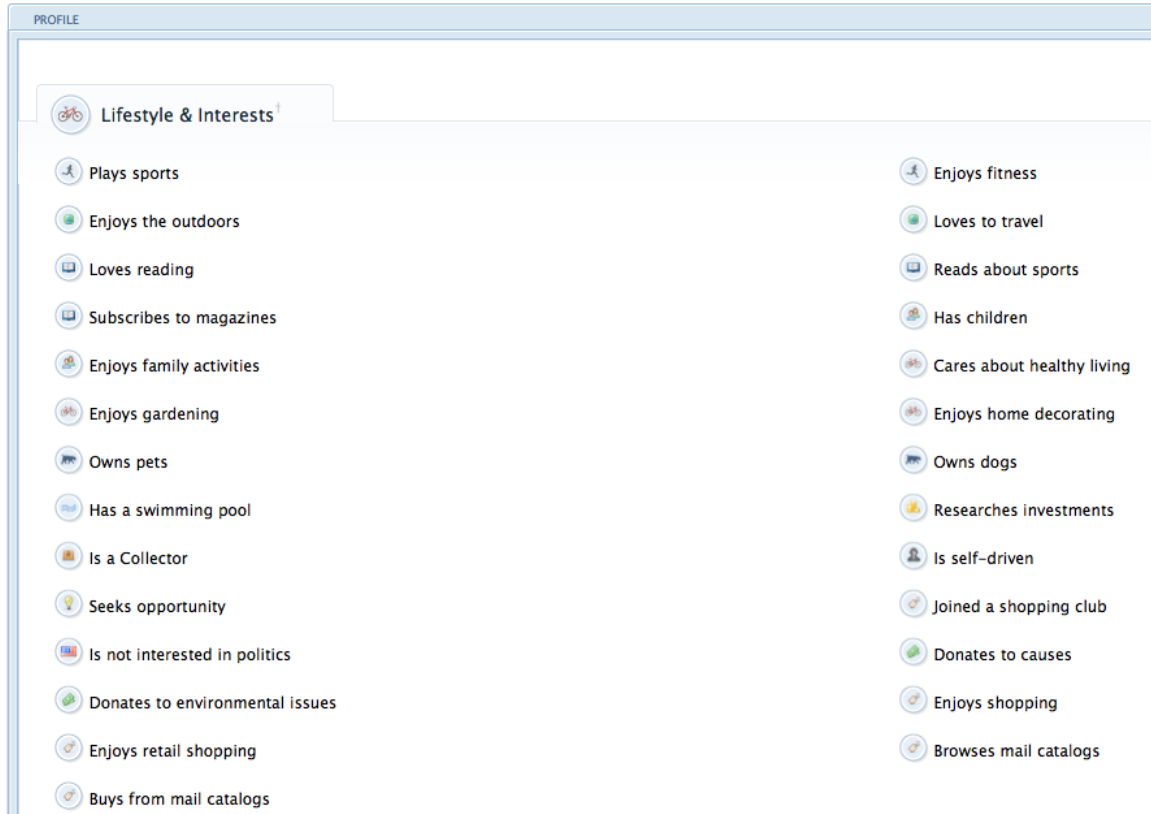 PROFILE
Lifestyle & Interests†
Plays sports
Enjoys fitness
Enjoys the outdoors
Loves to travel
Loves reading
Reads about sports
Subscribes to magazines
Has children
Enjoys family activities
Cares about healthy living
Enjoys gardening
Enjoys home decorating
Owns pets
Owns dogs
Has a swimming pool
Researches investments
Is a Collector
Is self-driven
Seeks opportunity
Joined a shopping club
Is not interested in politics
Donates to causes
Donates to environmental issues
Enjoys shopping
Enjoys retail shopping
Browses mail catalogs
Buys from mail catalogs